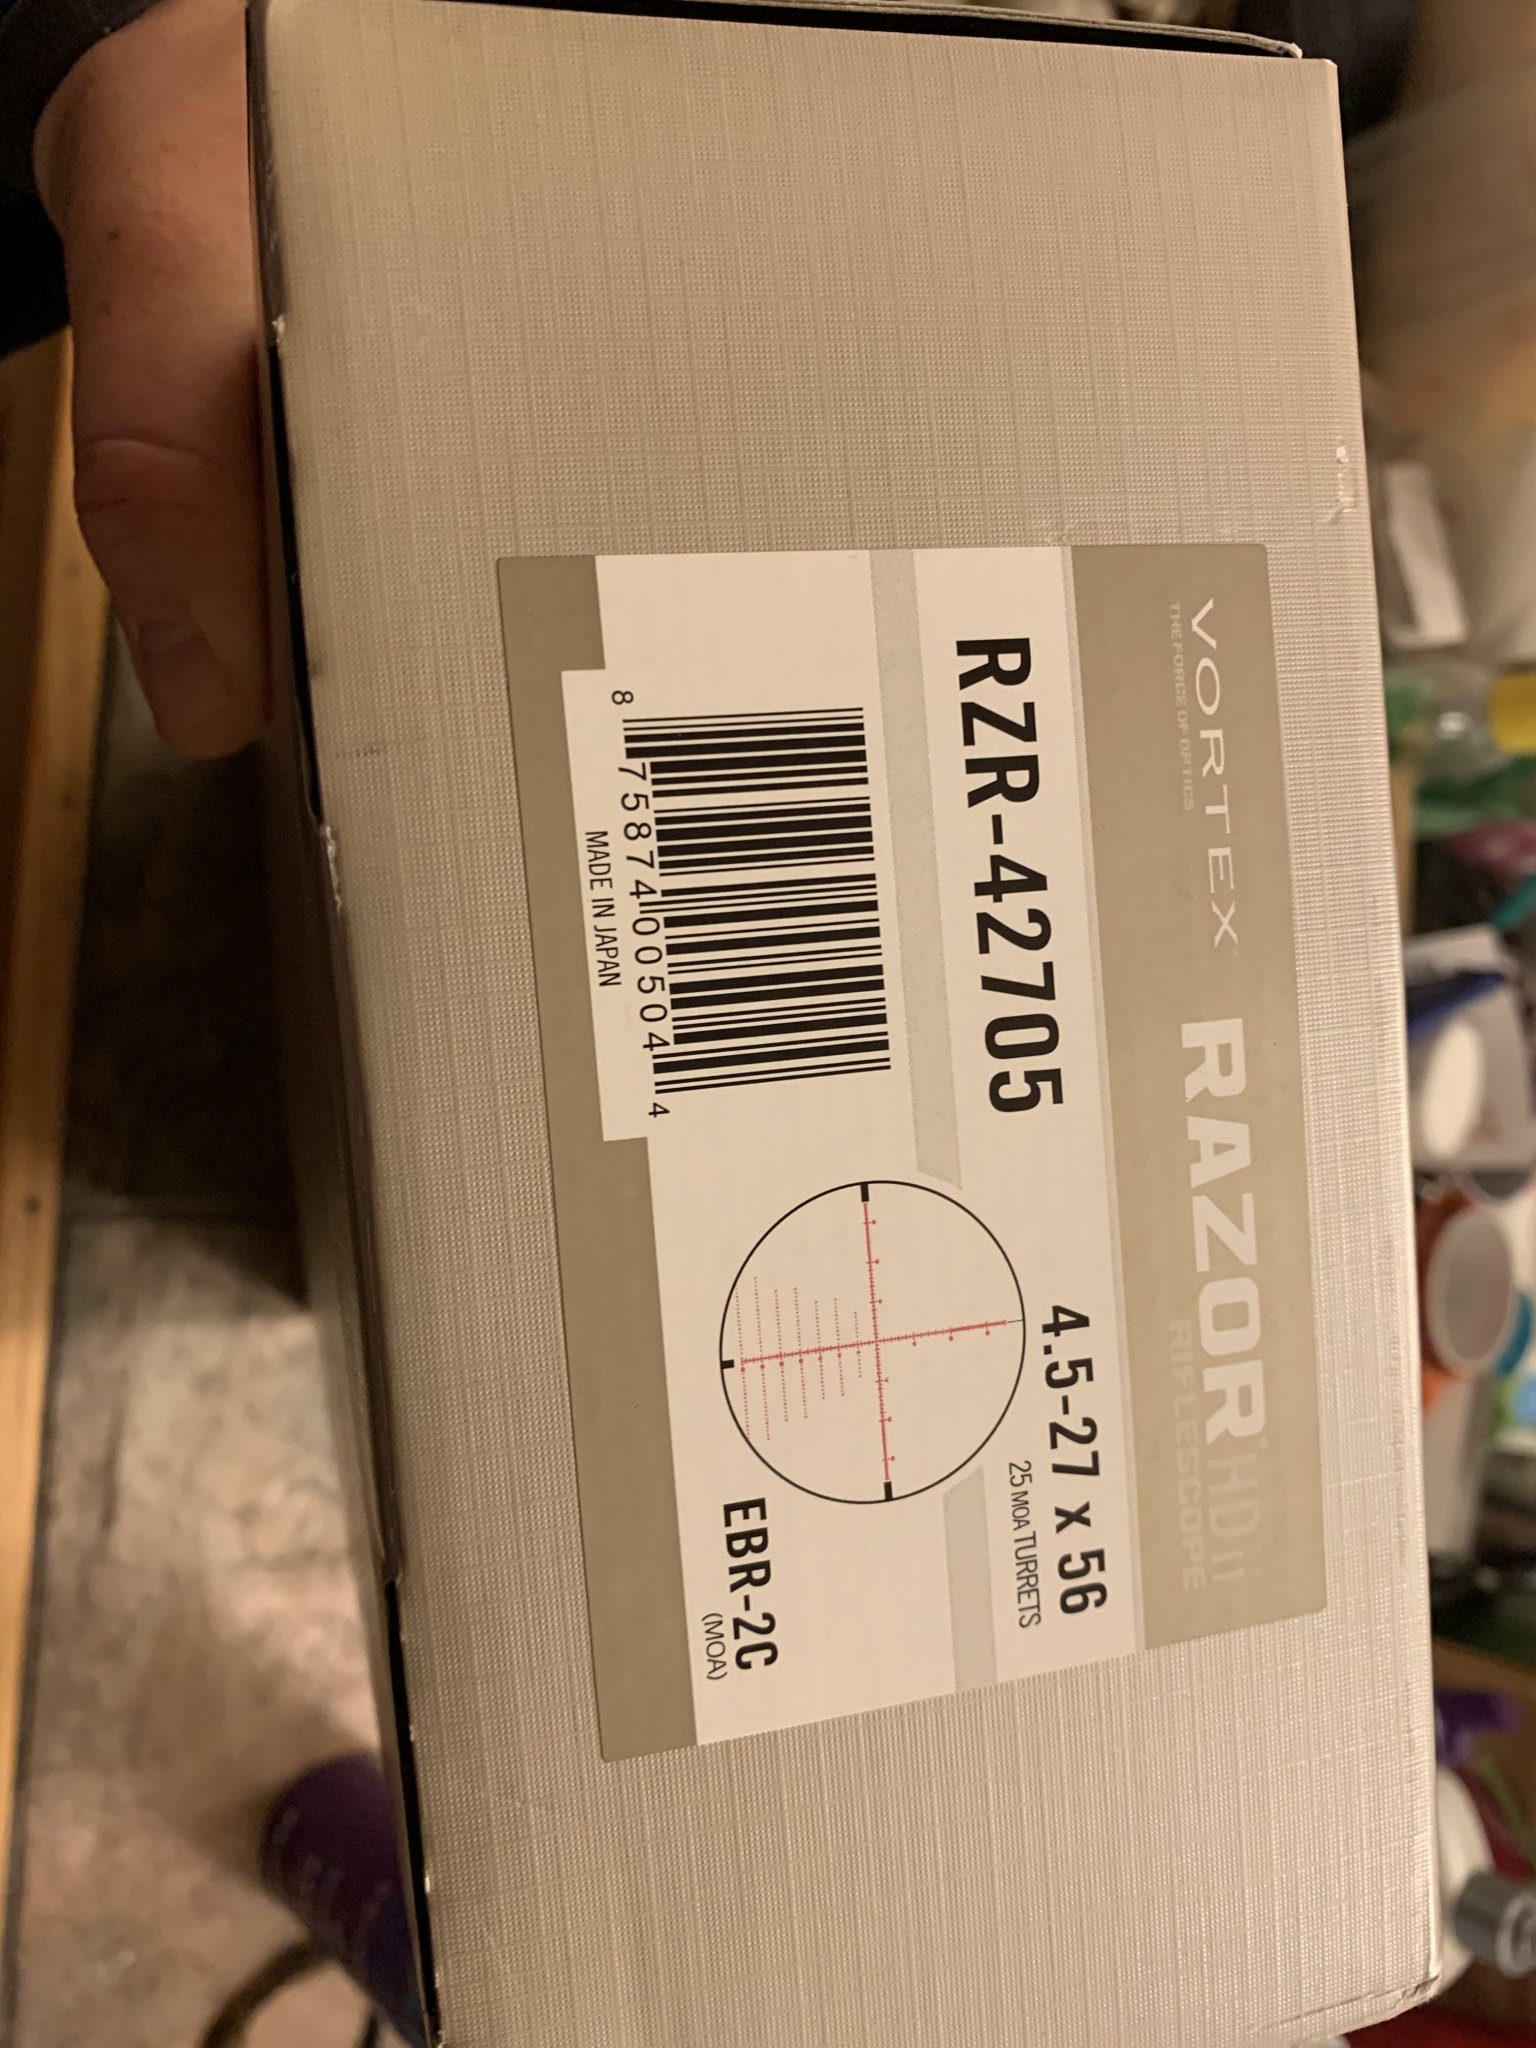 VORTEX
THE FORCE OF OPTICS
RAZOR HD II
RIFLESCOPE
RZR-42705
4.5-27 x 56
25 MOA TURRETS
8 75874 00504 4
MADE IN JAPAN
EBR-2C
(MOA)